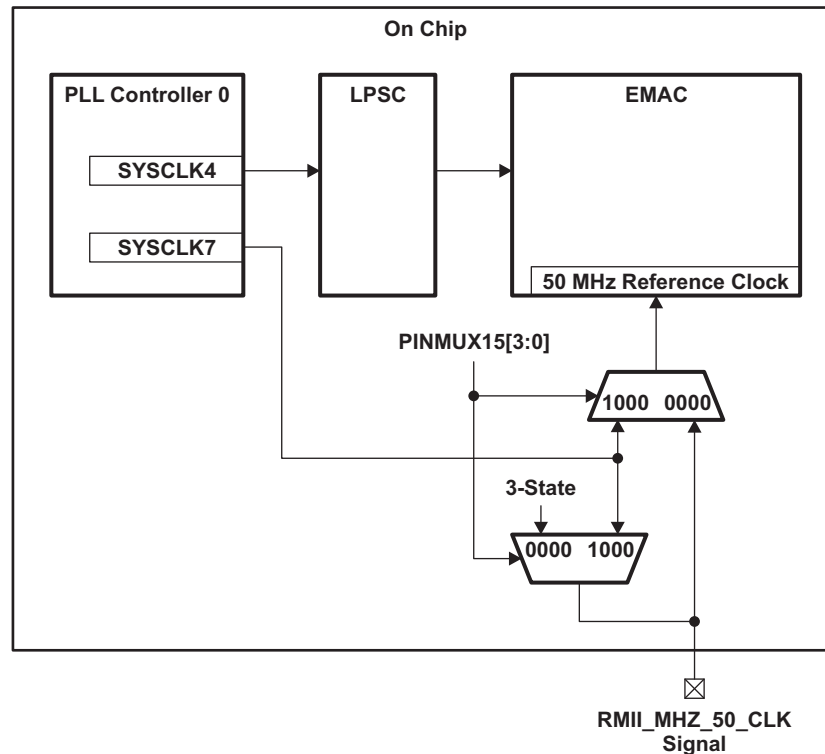 On Chip
PLL Controller 0
LPSC
EMAC
SYSCLK4
SYSCLK7
50 MHz Reference Clock
PINMUX15[3:0]
1000 0000
3-State
0000 1000
RMII_MHZ_50_CLK
Signal